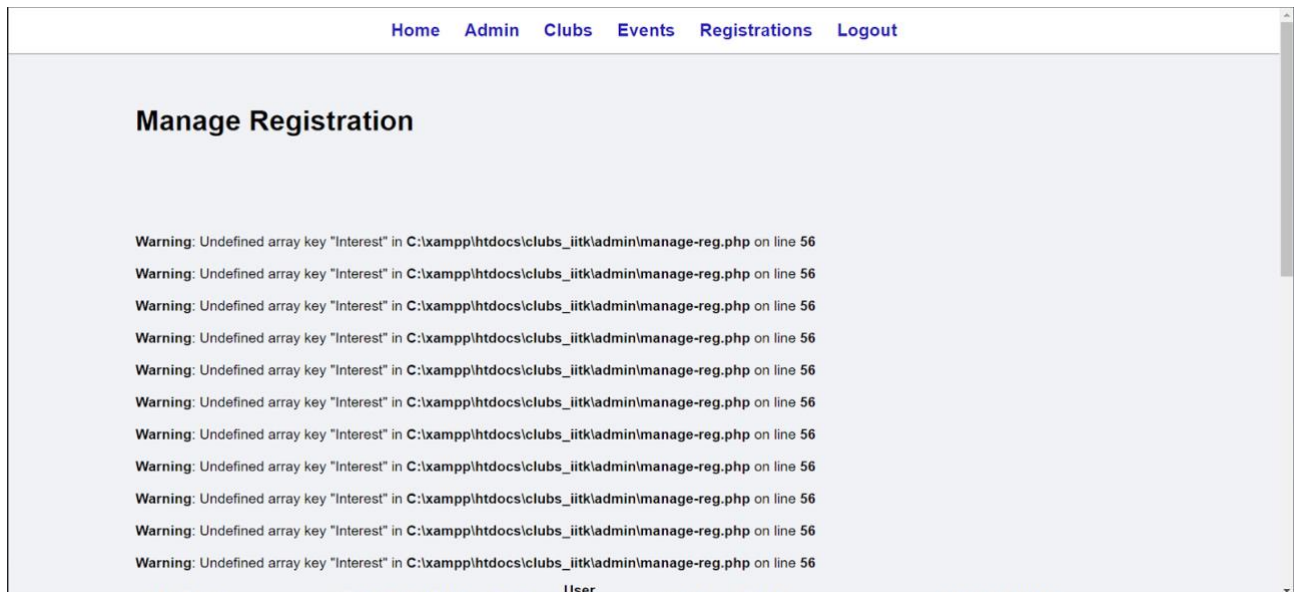 Home Admin Clubs Events Registrations Logout
Manage Registration
Warning: Undefined array key "Interest" in C:\xampp\htdocs\clubs_iitk\admin\manage-reg.php on line 56
Warning: Undefined array key "Interest" in C:\xampp\htdocs\clubs_iitk\admin\manage-reg.php on line 56
Warning: Undefined array key "Interest" in C:\xampp\htdocs\clubs_iitk\admin\manage-reg.php on line 56
Warning: Undefined array key "Interest" in C:\xampp\htdocs\clubs_iitk\admin\manage-reg.php on line 56
Warning: Undefined array key "Interest" in C:\xampp\htdocs\clubs_iitk\admin\manage-reg.php on line 56
Warning: Undefined array key "Interest" in C:\xampp\htdocs\clubs_iitk\admin\manage-reg.php on line 56
Warning: Undefined array key "Interest" in C:\xampp\htdocs\clubs_iitk\admin\manage-reg.php on line 56
Warning: Undefined array key "Interest" in C:\xampp\htdocs\clubs_iitk\admin\manage-reg.php on line 56
Warning: Undefined array key "Interest" in C:\xampp\htdocs\clubs_iitk\admin\manage-reg.php on line 56
Warning: Undefined array key "Interest" in C:\xampp\htdocs\clubs_iitk\admin\manage-reg.php on line 56
Warning: Undefined array key "Interest" in C:\xampp\htdocs\clubs_iitk\admin\manage-reg.php on line 56
User